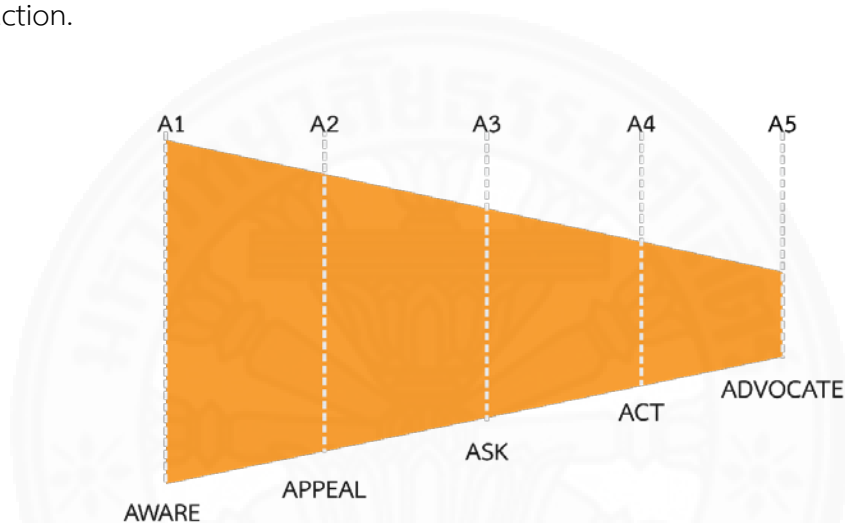 ction.
A1 A2 A3 A4 A5
ADVOCATE
ACT
ASK
APPEAL
AWARE